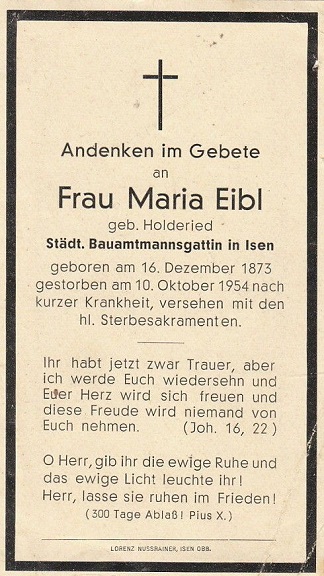 Andenken im Gebete
an
Frau Maria Eibl
geb. Holderied
Städt. Bauamtmannsgattin in Isen
geboren am 16. Dezember 1873
gestorben am 10. Oktober 1954 nach
kurzer Krankheit, versehen mit den
hl. Sterbesakramenten.
Ihr habt jetzt zwar Trauer, aber
ich werde Euch wiedersehn und
Euer Herz wird sich freuen und
diese Freude wird niemand von
Euch nehmen. (Joh. 16, 22)
O Herr, gib ihr die ewige Ruhe und
das ewige Licht leuchte ihr!
Herr, lasse sie ruhen im Frieden!
(300 Tage Ablaß! Pius X.)
LORENZ NUSSRAINER, ISEN OBB.